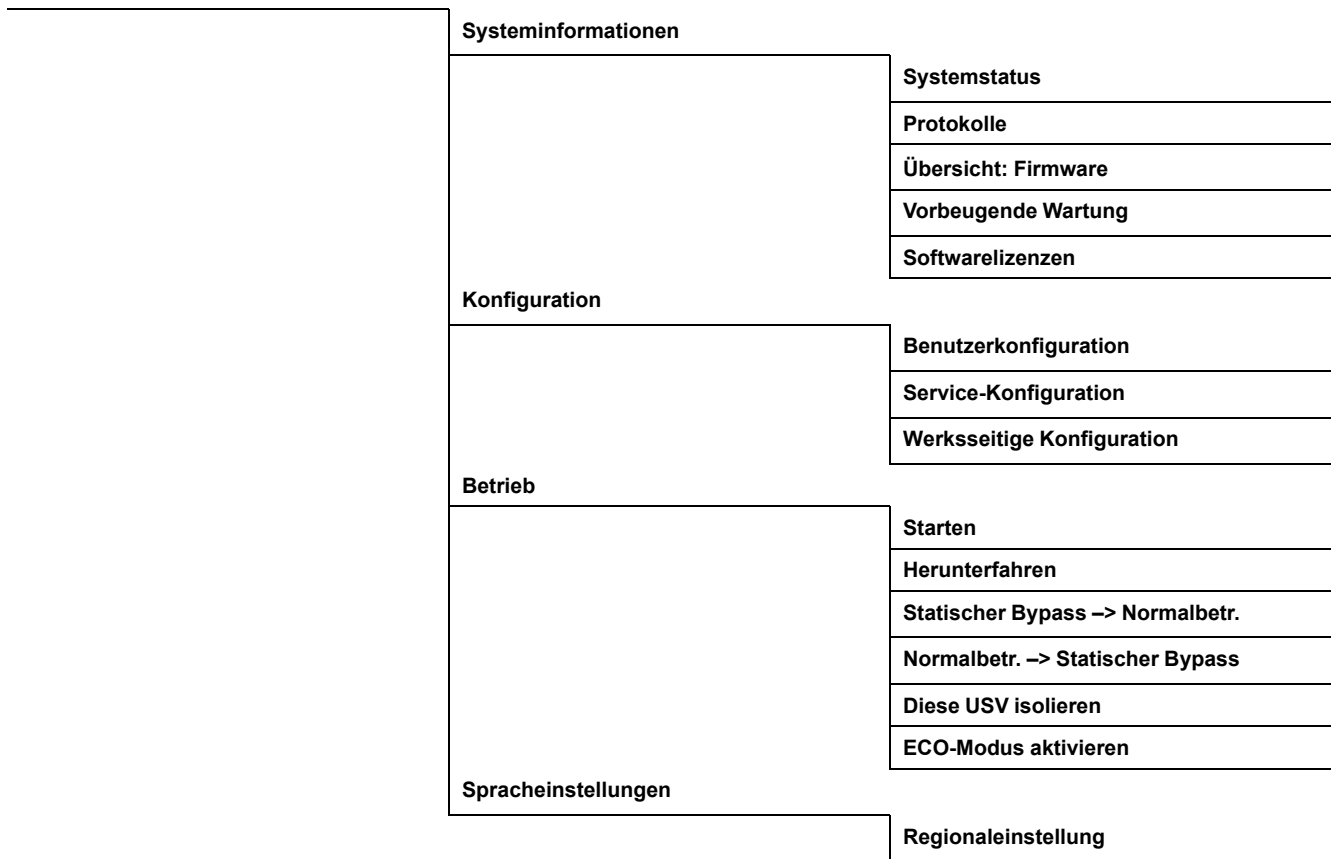 Systeminformationen
Systemstatus
Protokolle
Übersicht: Firmware
Vorbeugende Wartung
Softwarelizenzen
Konfiguration
Benutzerkonfiguration
Service-Konfiguration
Werksseitige Konfiguration
Betrieb
Starten
Herunterfahren
Statischer Bypass –> Normalbetr.
Normalbetr. –> Statischer Bypass
Diese USV isolieren
ECO-Modus aktivieren
Spracheinstellungen
Regionaleinstellung